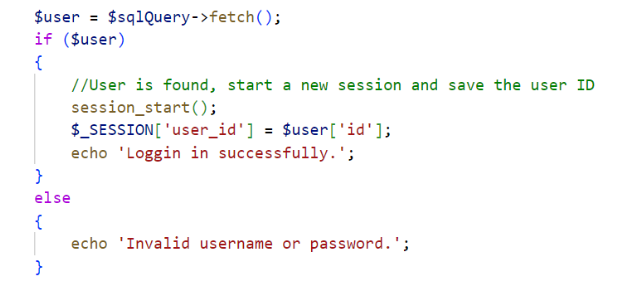 $user = $sqlQuery->fetch();
if ($user)
{
    //User is found, start a new session and save the user ID
    session_start();
    $_SESSION['user_id'] = $user['id'];
    echo 'Loggin in successfully.';
}
else
{
    echo 'Invalid username or password.';
}